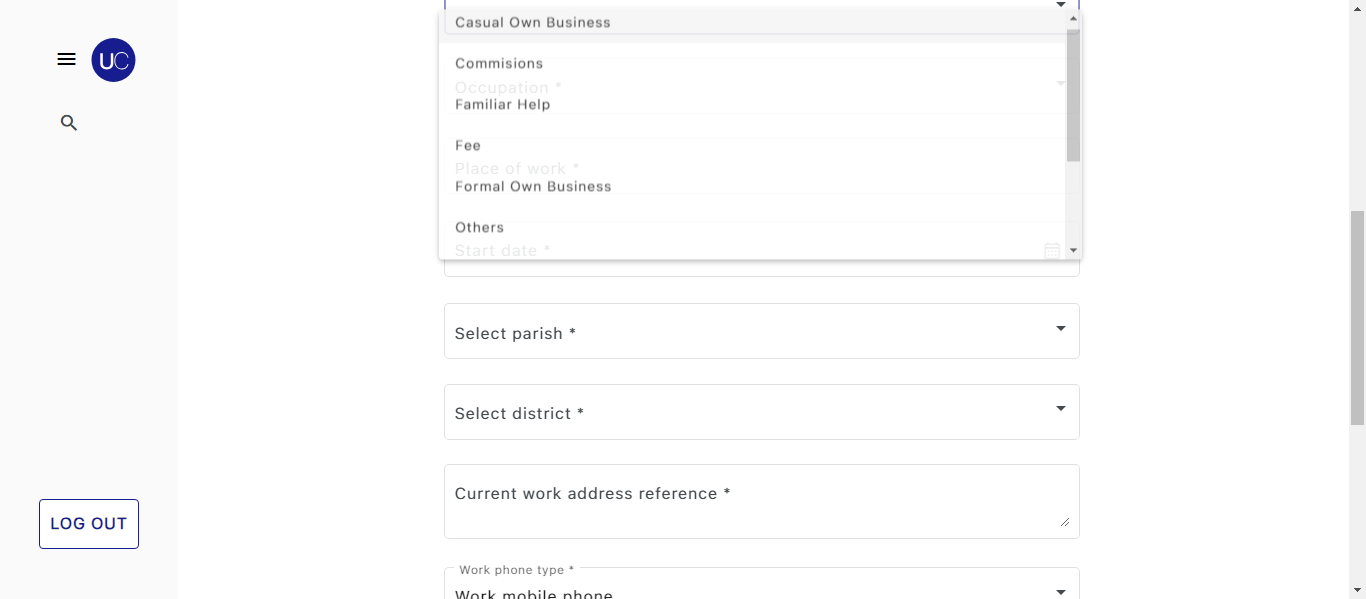 UC
Casual Own Business
Commisions
Occupation *
Familiar Help
Fee
Place of work *
Formal Own Business
Others
Start date *
Select parish *
Select district *
Current work address reference *
LOG OUT
Work phone type *
Work mobile phone